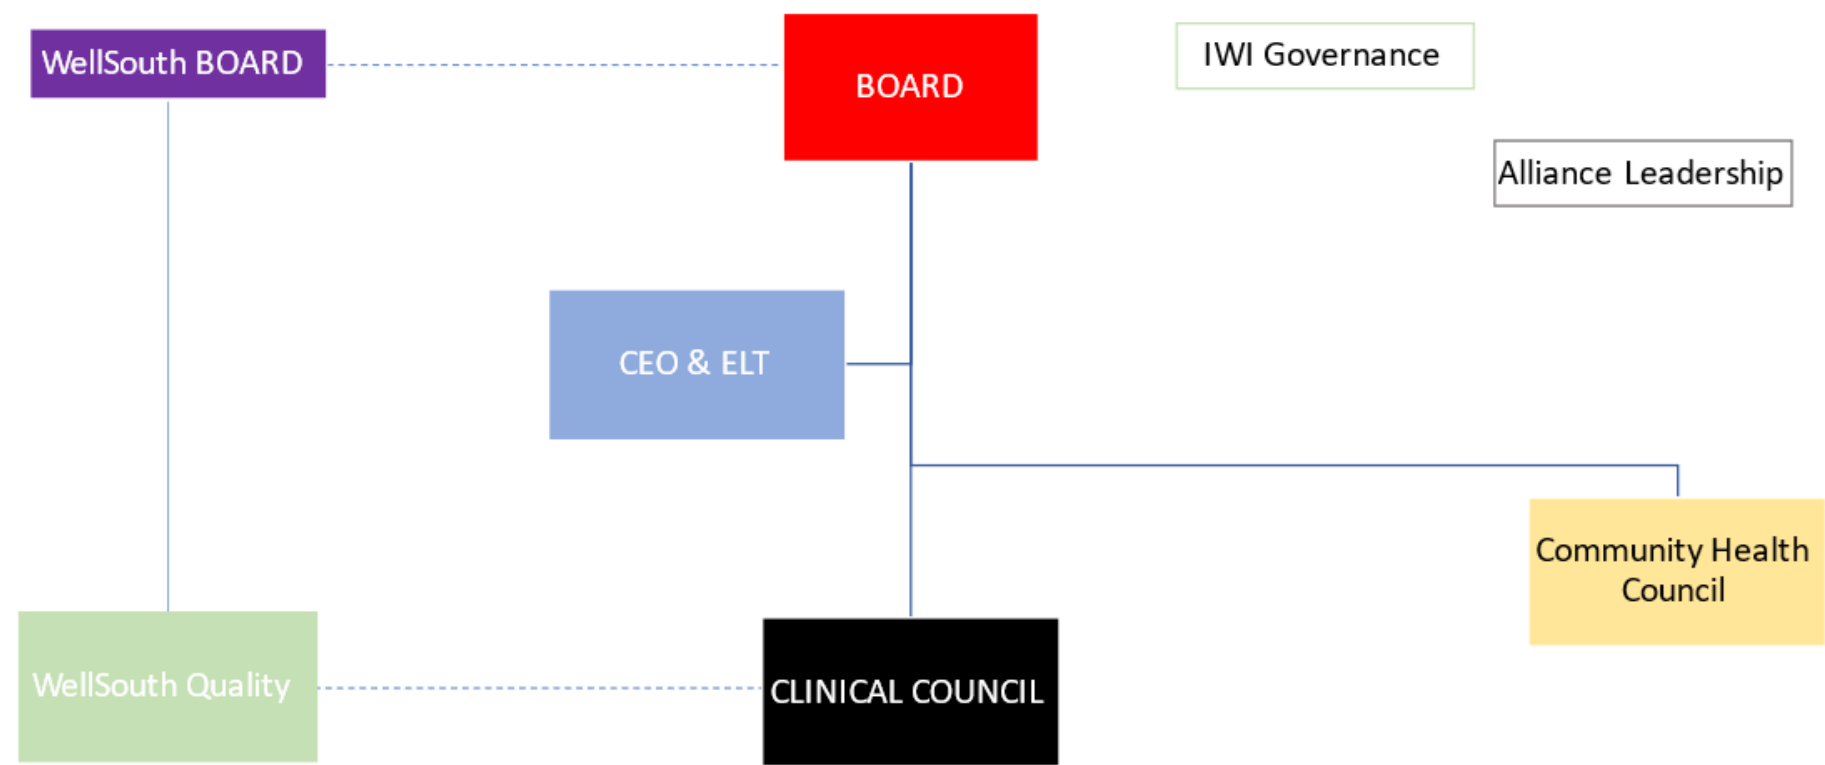 WellSouth BOARD
BOARD
IWI Governance
Alliance Leadership
CEO & ELT
Community Health
Council
WellSouth Quality
CLINICAL COUNCIL